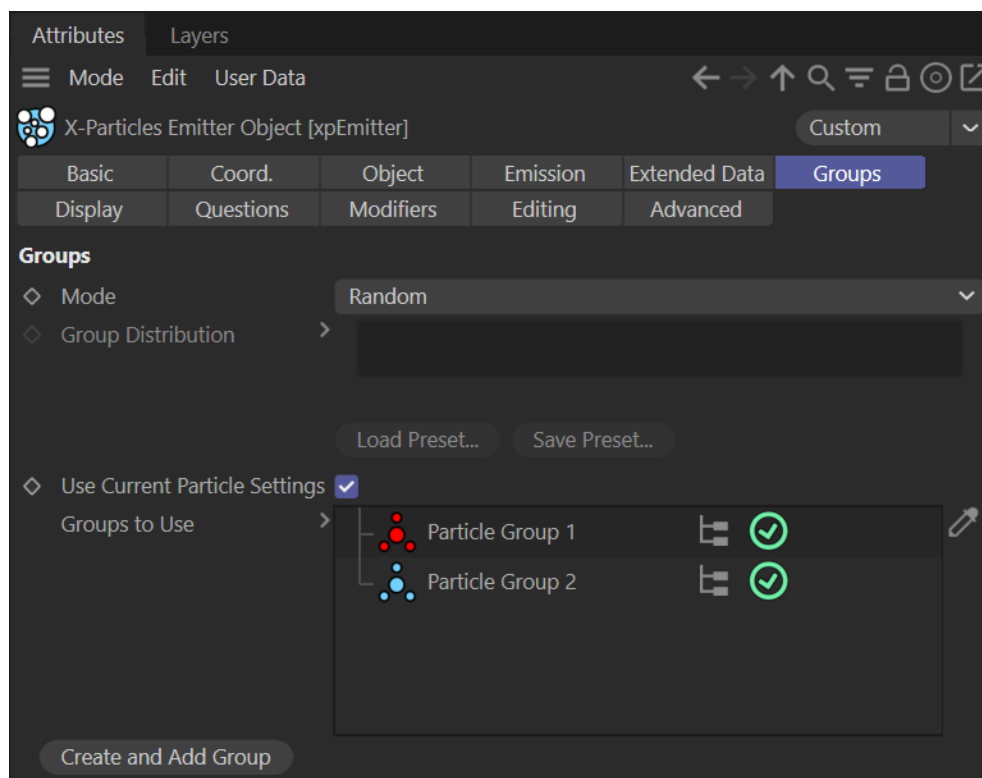 Attributes Layers
Mode Edit User Data
X-Particles Emitter Object [xpEmitter] Custom
Basic Coord. Object Emission Extended Data Groups
Display Questions Modifiers Editing Advanced
Groups
Mode Random
Group Distribution
Load Preset... Save Preset...
Use Current Particle Settings
Groups to Use
Particle Group 1
Particle Group 2
Create and Add Group